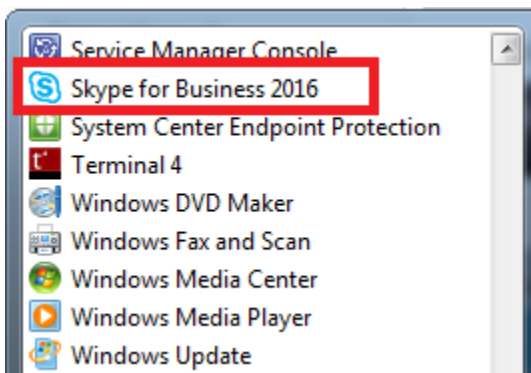 Service Manager Console
Skype for Business 2016
System Center Endpoint Protection
Terminal 4
Windows DVD Maker
Windows Fax and Scan
Windows Media Center
Windows Media Player
Windows Update